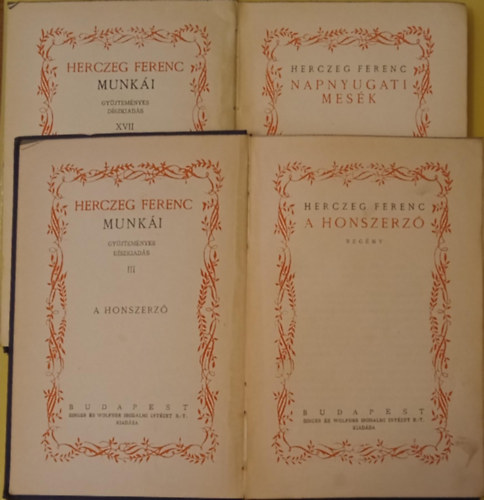 HERCZEG FERENC
MUNKÁI
GYŰJTEMÉNYES
DÍSZKIADÁS
XVII
HERCZEG FERENC
NAPNYUGATI
MESÉK
HERCZEG FERENC
MUNKÁI
GYŰJTEMÉNYES
DÍSZKIADÁS
III
A HONSZERZŐ
BUDAPEST
SINGER ÉS WOLFNER IRODALMI INTÉZET R.-T.
KIADÁSA
HERCZEG FERENC
A HONSZERZŐ
REGÉNY
BUDAPEST
SINGER ÉS WOLFNER IRODALMI INTÉZET R.-T.
KIADÁSA